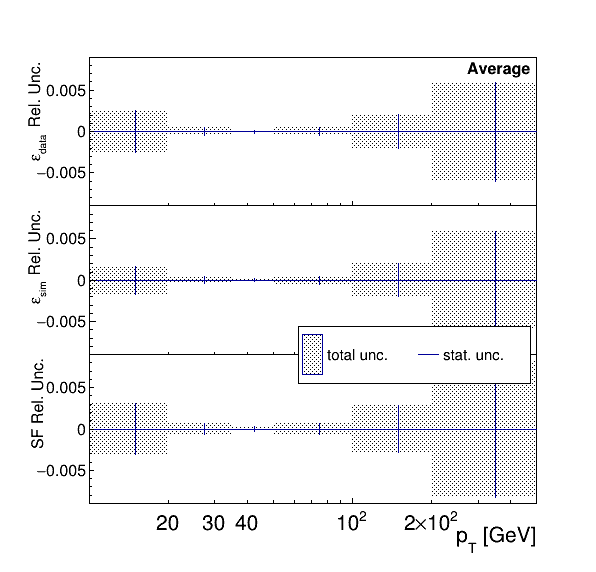 Average
ε_data Rel. Unc.
0.005
0
−0.005
ε_sim Rel. Unc.
0.005
0
−0.005
total unc.
stat. unc.
SF Rel. Unc.
0.005
0
−0.005
20 30 40 10² 2×10²
p_T [GeV]